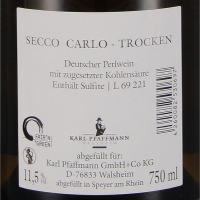 SECCO CARLO - TROCKEN
Deutscher Perlwein
mit zugesetzter Kohlensäure
Enthält Sulfite | L 69 221
KARL PFAFFMANN
abgefüllt für:
Karl Pfaffmann GmbH+Co KG
D-76833 Walsheim
11,5%
abgefüllt in Speyer am Rhein
750 ml